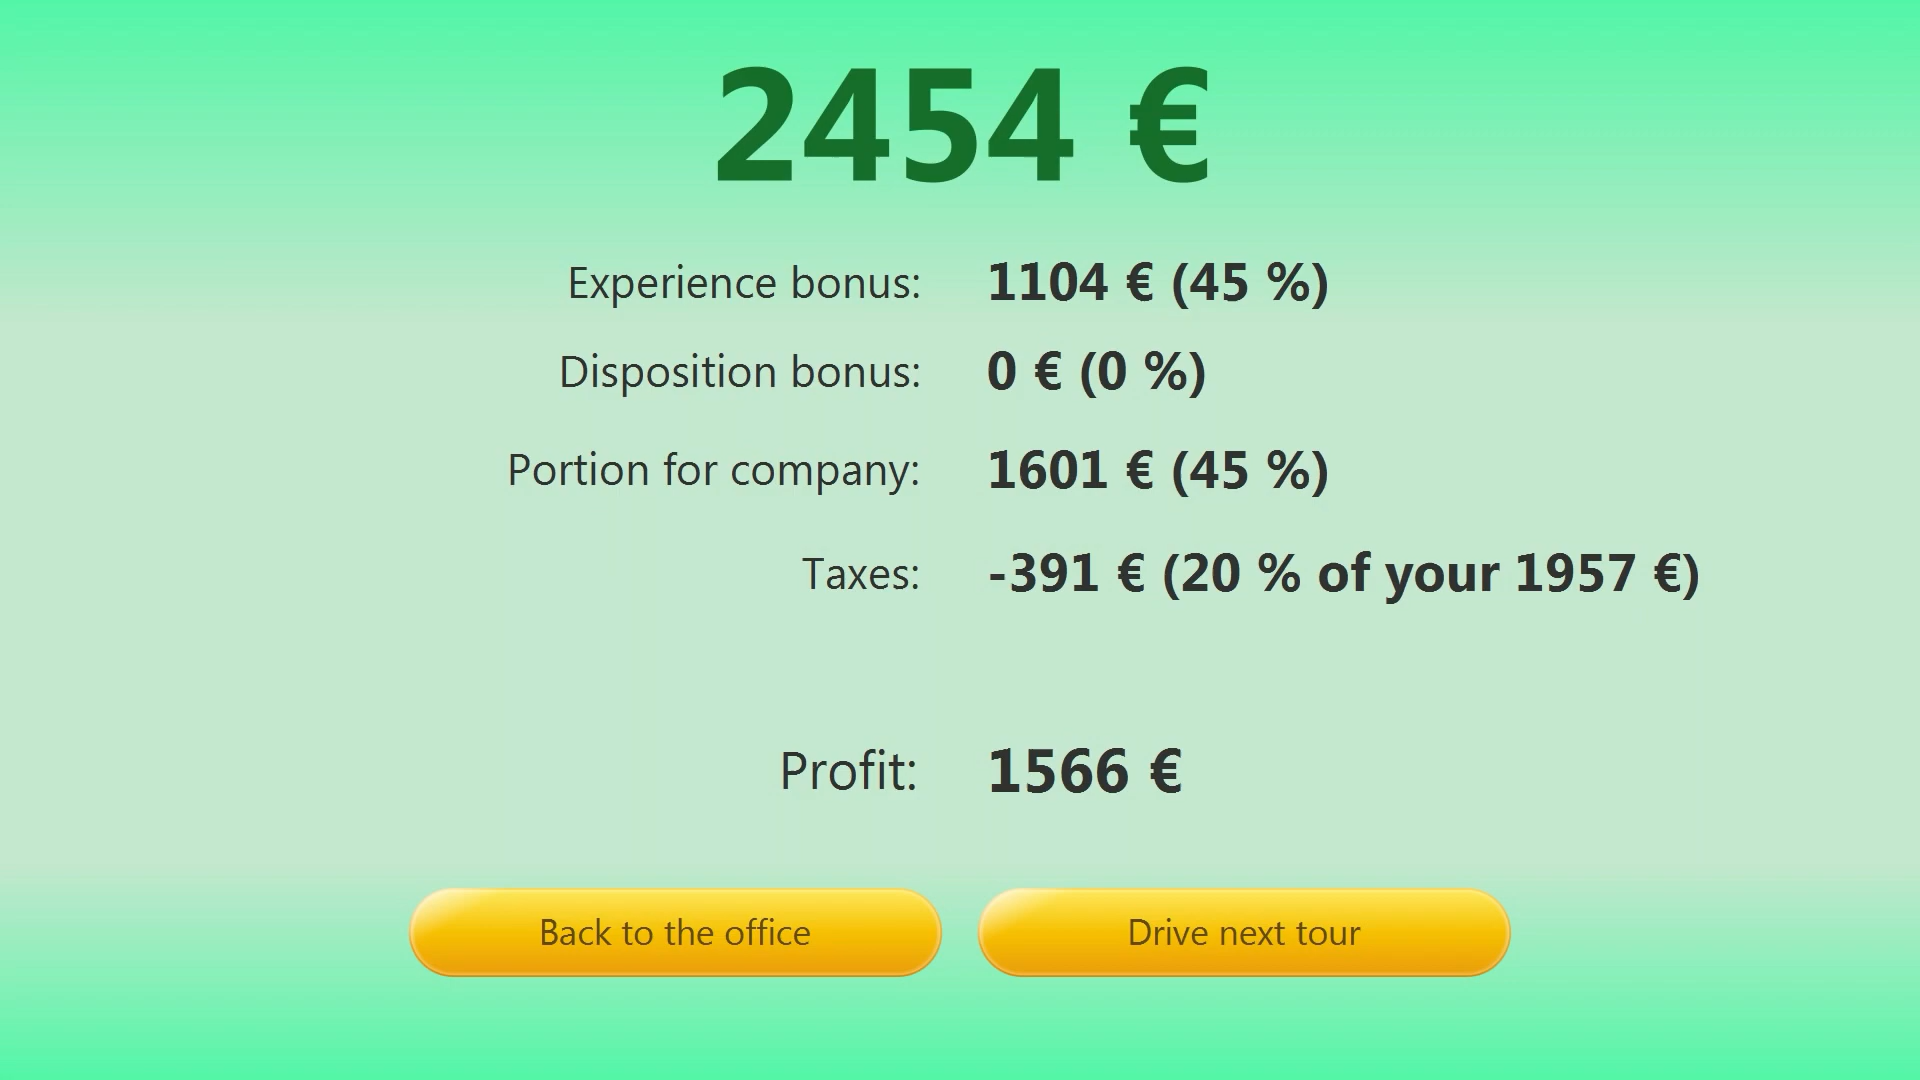 2454 €
Experience bonus: 1104 € (45 %)
Disposition bonus: 0 € (0 %)
Portion for company: 1601 € (45 %)
Taxes: -391 € (20 % of your 1957 €)
Profit: 1566 €
Back to the office
Drive next tour